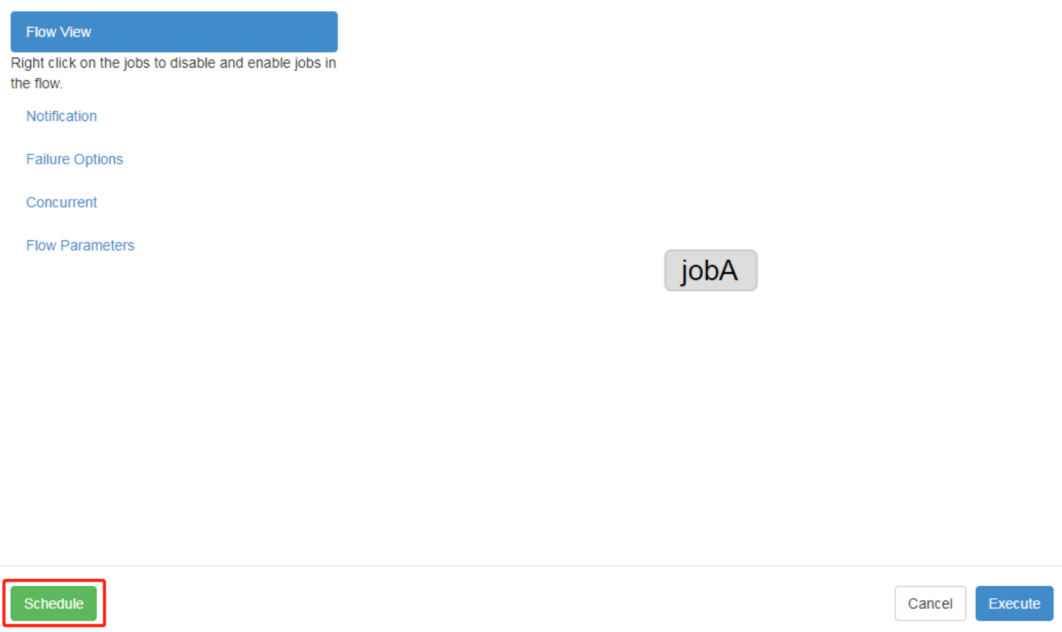 Flow View
Right click on the jobs to disable and enable jobs in
the flow.
Notification
Failure Options
Concurrent
Flow Parameters
jobA
Schedule
Cancel
Execute